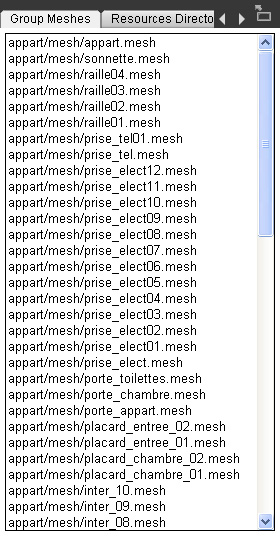 Group Meshes
Resources Directo
appart/mesh/appart.mesh
appart/mesh/sonnette.mesh
appart/mesh/raille04.mesh
appart/mesh/raille03.mesh
appart/mesh/raille02.mesh
appart/mesh/raille01.mesh
appart/mesh/prise_tel01.mesh
appart/mesh/prise_tel.mesh
appart/mesh/prise_elect12.mesh
appart/mesh/prise_elect11.mesh
appart/mesh/prise_elect10.mesh
appart/mesh/prise_elect09.mesh
appart/mesh/prise_elect08.mesh
appart/mesh/prise_elect07.mesh
appart/mesh/prise_elect06.mesh
appart/mesh/prise_elect05.mesh
appart/mesh/prise_elect04.mesh
appart/mesh/prise_elect03.mesh
appart/mesh/prise_elect02.mesh
appart/mesh/prise_elect01.mesh
appart/mesh/prise_elect.mesh
appart/mesh/porte_toilettes.mesh
appart/mesh/porte_chambre.mesh
appart/mesh/porte_appart.mesh
appart/mesh/placard_entree_02.mesh
appart/mesh/placard_entree_01.mesh
appart/mesh/placard_chambre_02.mesh
appart/mesh/placard_chambre_01.mesh
appart/mesh/inter_10.mesh
appart/mesh/inter_09.mesh
appart/mesh/inter_08.mesh